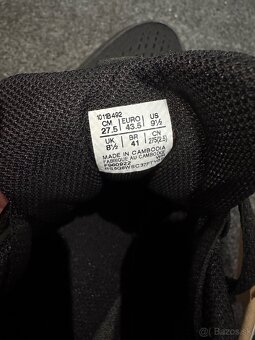 1011B492
CM EURO US
27.5 43.5 9½
UK BR CN
8½ 41 275(2.5)
MADE IN CAMBODIA
FABRIQUÉ AU CAMBODGE
Bazos.sk